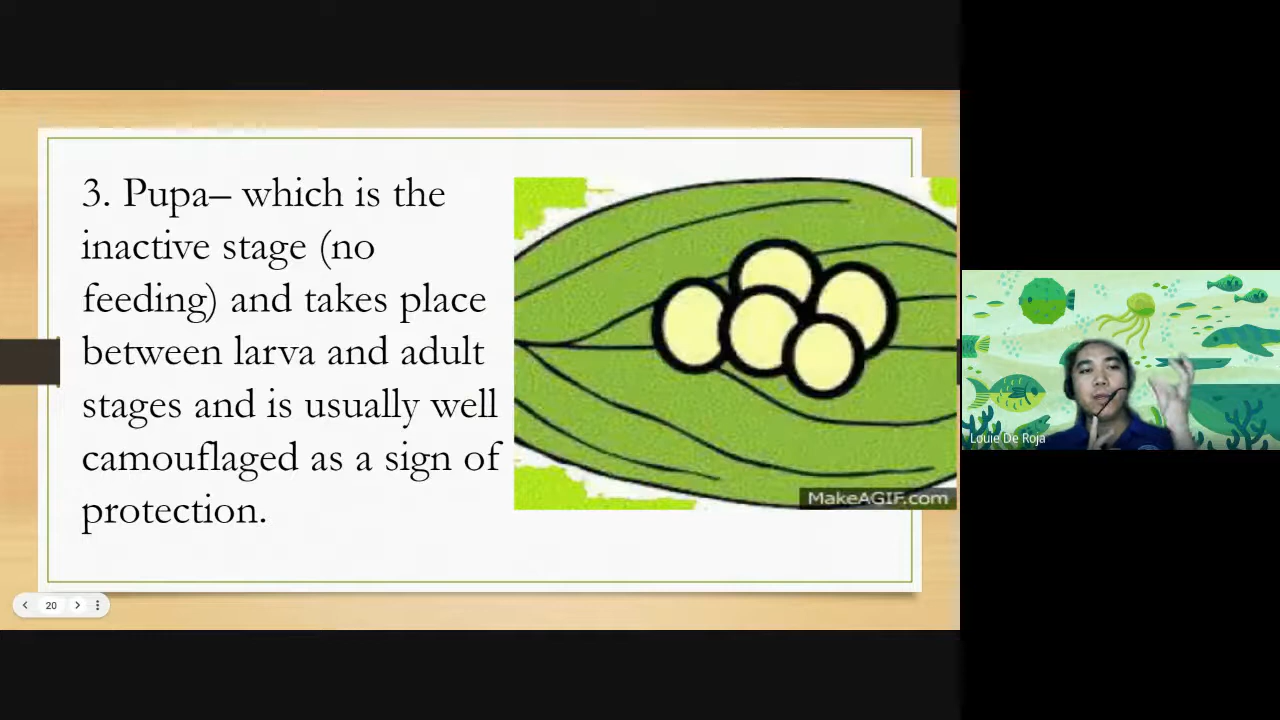 3. Pupa– which is the
inactive stage (no
feeding) and takes place
between larva and adult
stages and is usually well
camouflaged as a sign of
protection.
MakeAGIF.com
Louie De Roja
20